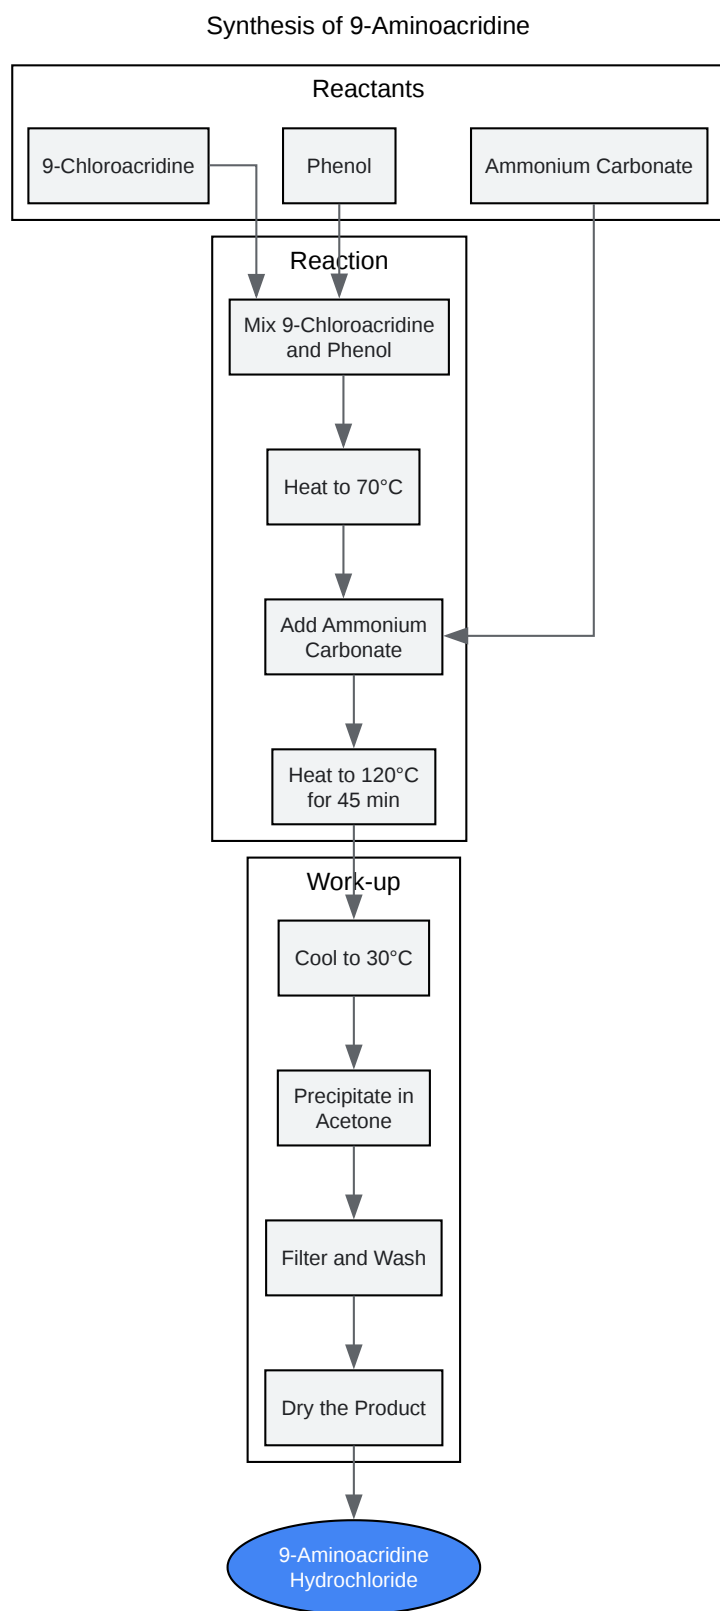 Synthesis of 9-Aminoacridine
Reactants
9-Chloroacridine
Phenol
Ammonium Carbonate
Reaction
Mix 9-Chloroacridine
and Phenol
Heat to 70°C
Add Ammonium
Carbonate
Heat to 120°C
for 45 min
Work-up
Cool to 30°C
Precipitate in
Acetone
Filter and Wash
Dry the Product
9-Aminoacridine
Hydrochloride